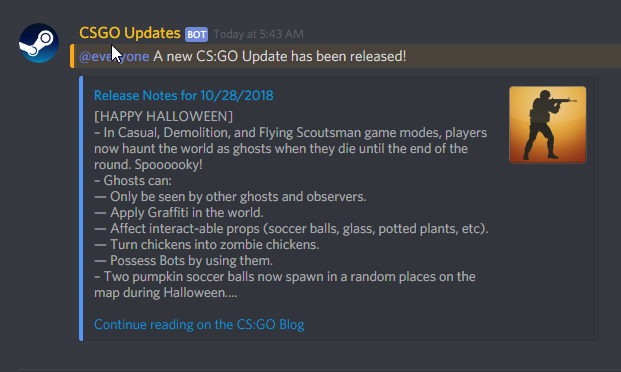 CSGO Updates BOT Today at 5:43 AM
@everyone A new CS:GO Update has been released!
Release Notes for 10/28/2018
[HAPPY HALLOWEEN]
– In Casual, Demolition, and Flying Scoutsman game modes, players
now haunt the world as ghosts when they die until the end of the
round. Spoooooky!
– Ghosts can:
— Only be seen by other ghosts and observers.
— Apply Graffiti in the world.
— Affect interact-able props (soccer balls, glass, potted plants, etc).
— Turn chickens into zombie chickens.
— Possess Bots by using them.
– Two pumpkin soccer balls now spawn in a random places on the
map during Halloween....
Continue reading on the CS:GO Blog